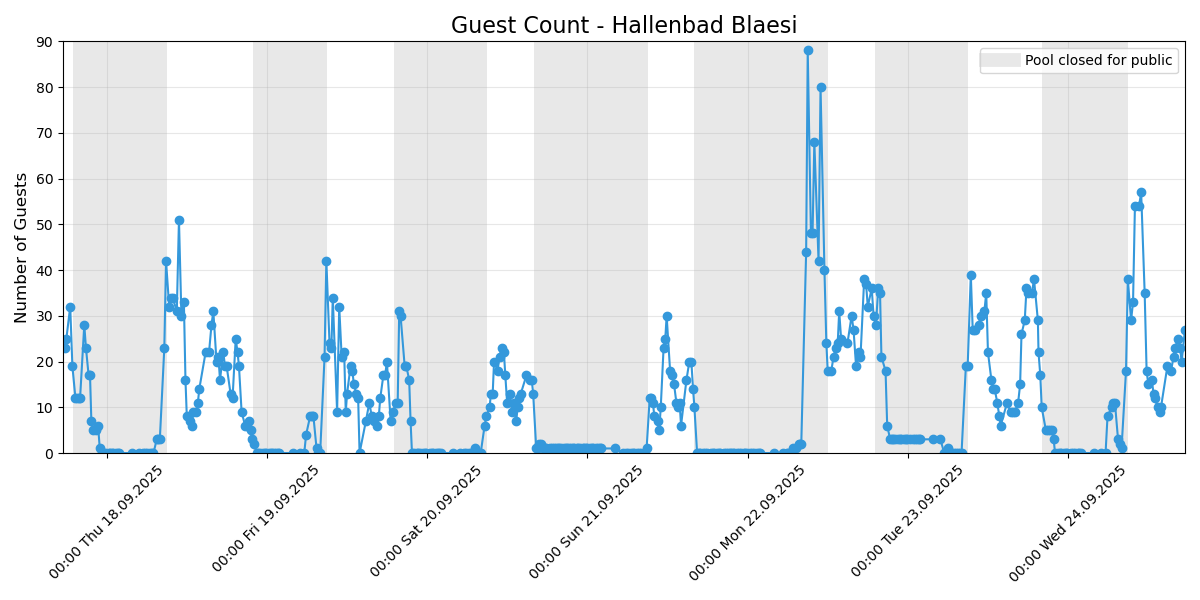 Guest Count - Hallenbad Blaesi
Pool closed for public
Number of Guests
90
80
70
60
50
40
30
20
10
0
00:00 Thu 18.09.2025
00:00 Fri 19.09.2025
00:00 Sat 20.09.2025
00:00 Sun 21.09.2025
00:00 Mon 22.09.2025
00:00 Tue 23.09.2025
00:00 Wed 24.09.2025